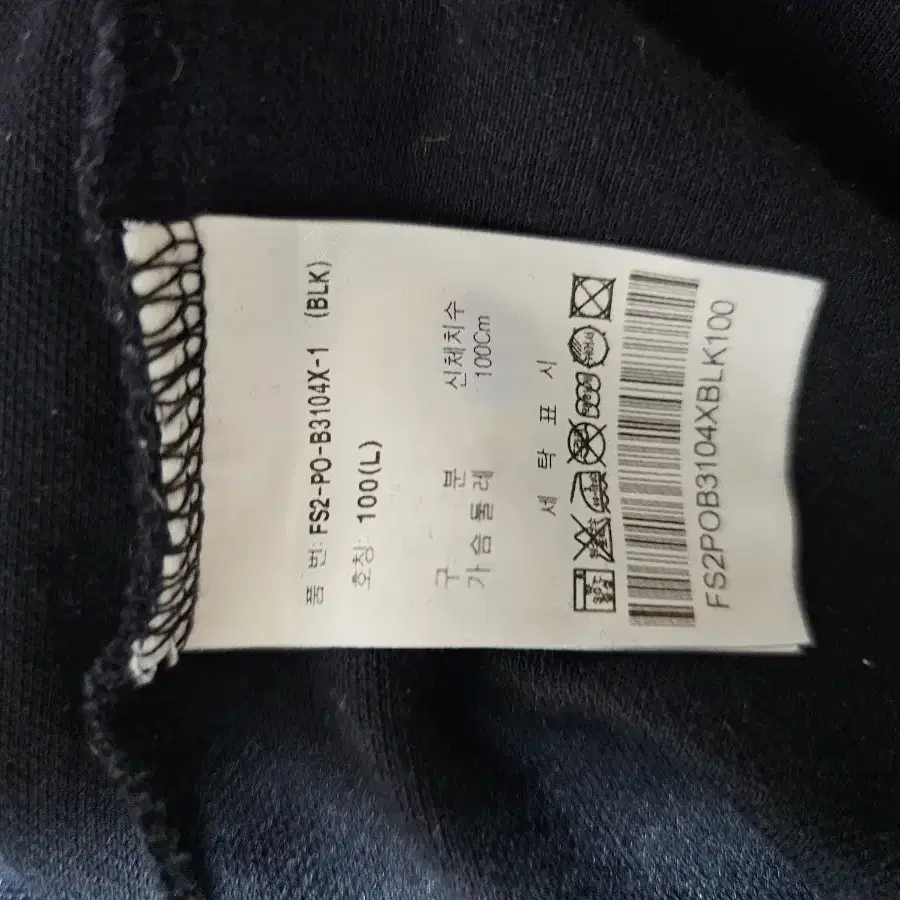 품 번: FS2-PO-B3104X-1 (BLK)
호칭: 100(L)
구 분 신체치수
가슴둘레 100Cm
세 탁 표 시
30℃
FS2POB3104XBLK100